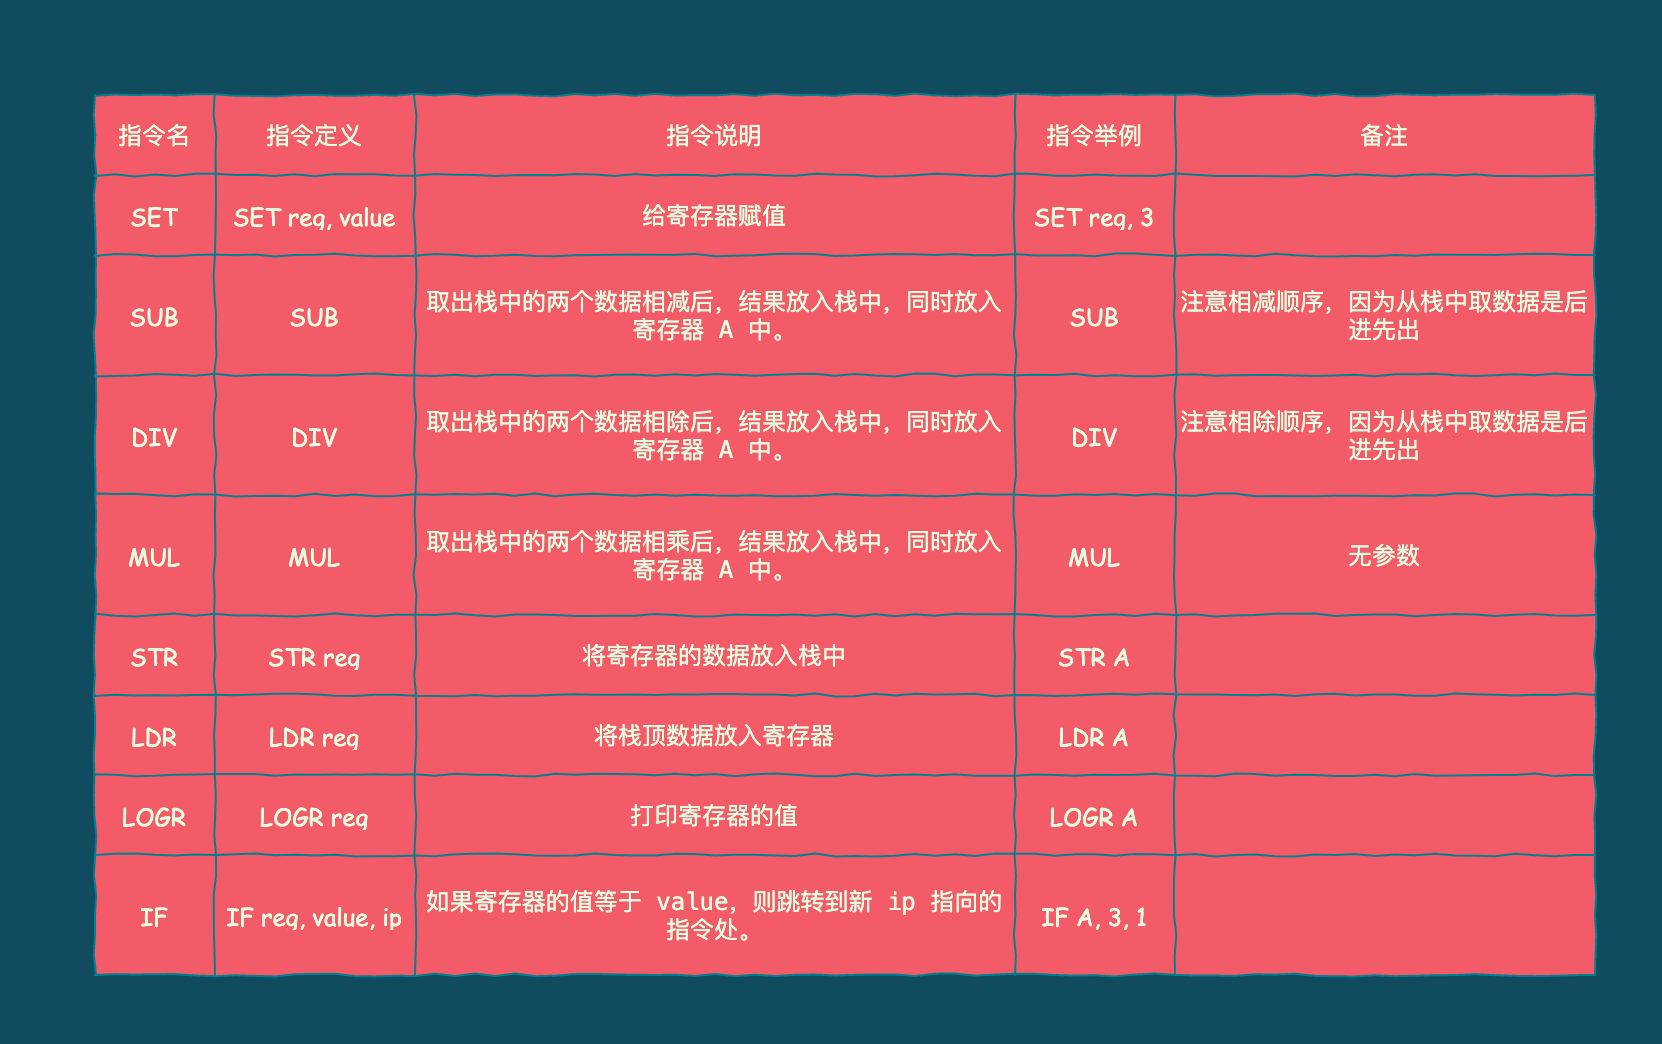 指令名 指令定义 指令说明 指令举例 备注
SET SET req, value 给寄存器赋值 SET req, 3
取出栈中的两个数据相减后，结果放入栈中，同时放入 注意相减顺序，因为从栈中取数据是后
SUB SUB 寄存器 A 中。 SUB 进先出
取出栈中的两个数据相除后，结果放入栈中，同时放入 注意相除顺序，因为从栈中取数据是后
DIV DIV 寄存器 A 中。 DIV 进先出
取出栈中的两个数据相乘后，结果放入栈中，同时放入
MUL MUL 寄存器 A 中。 MUL 无参数
STR STR req 将寄存器的数据放入栈中 STR A
LDR LDR req 将栈顶数据放入寄存器 LDR A
LOGR LOGR req 打印寄存器的值 LOGR A
如果寄存器的值等于 value，则跳转到新 ip 指向的
IF IF req, value, ip 指令处。 IF A, 3, 1